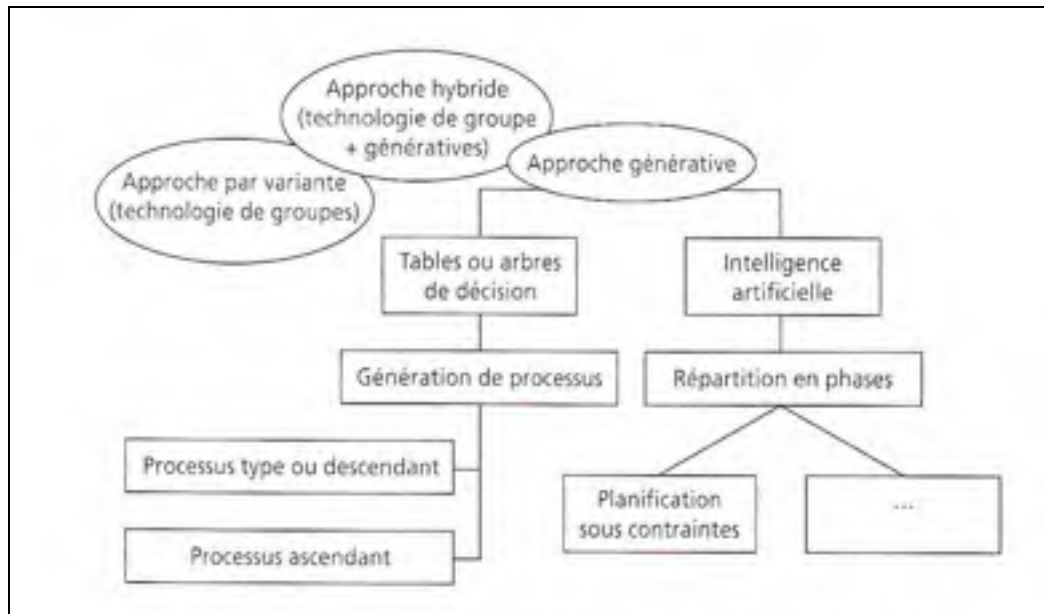 Approche hybride
(technologie de groupe
+ génératives)
Approche générative
Approche par variante
(technologie de groupes)
Tables ou arbres
de décision
Intelligence
artificielle
Génération de processus
Répartition en phases
Processus type ou descendant
Planification
sous contraintes
...
Processus ascendant